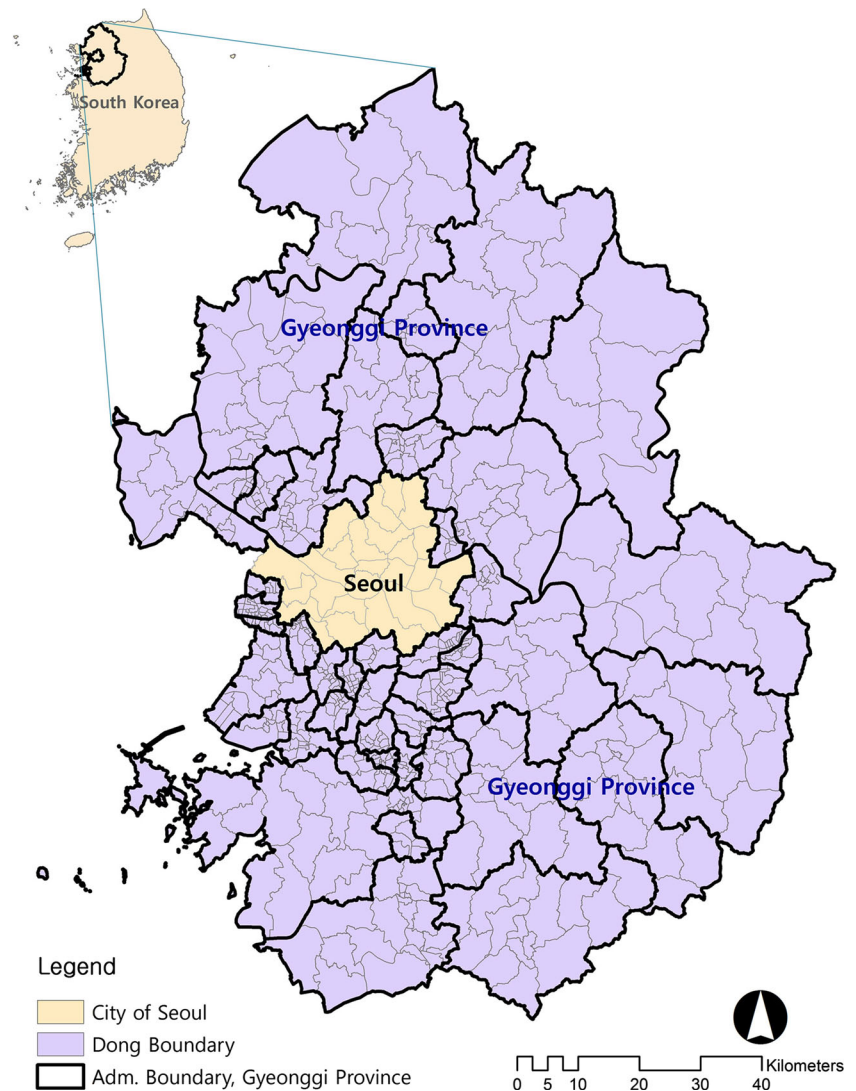 South Korea
Gyeonggi Province
Seoul
Gyeonggi Province
Legend
City of Seoul
Dong Boundary
Adm. Boundary, Gyeonggi Province
Kilometers
0 5 10 20 30 40